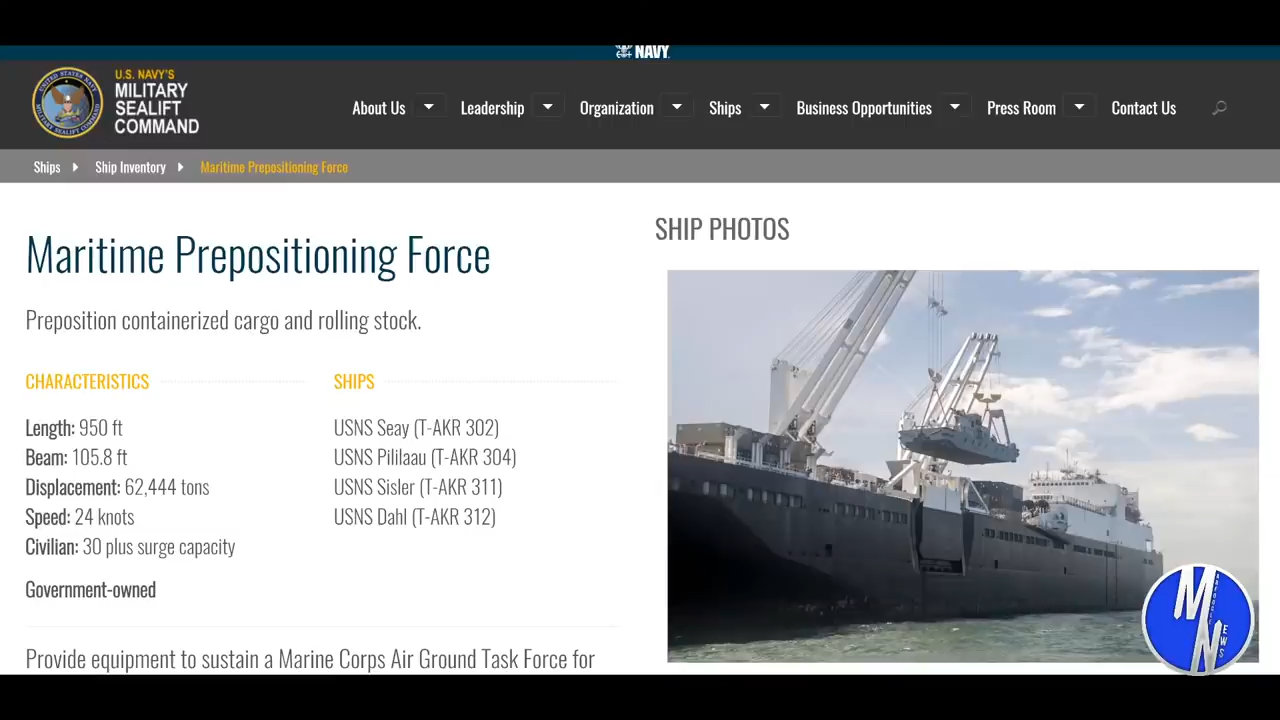 NAVY
U.S. NAVY'S
MILITARY
SEALIFT
COMMAND
About Us
Leadership
Organization
Ships
Business Opportunities
Press Room
Contact Us
Ships
Ship Inventory
Maritime Prepositioning Force
Maritime Prepositioning Force
Preposition containerized cargo and rolling stock.
CHARACTERISTICS
Length: 950 ft
Beam: 105.8 ft
Displacement: 62,444 tons
Speed: 24 knots
Civilian: 30 plus surge capacity
Government-owned
SHIPS
USNS Seay (T-AKR 302)
USNS Pililaau (T-AKR 304)
USNS Sisler (T-AKR 311)
USNS Dahl (T-AKR 312)
Provide equipment to sustain a Marine Corps Air Ground Task Force for
SHIP PHOTOS